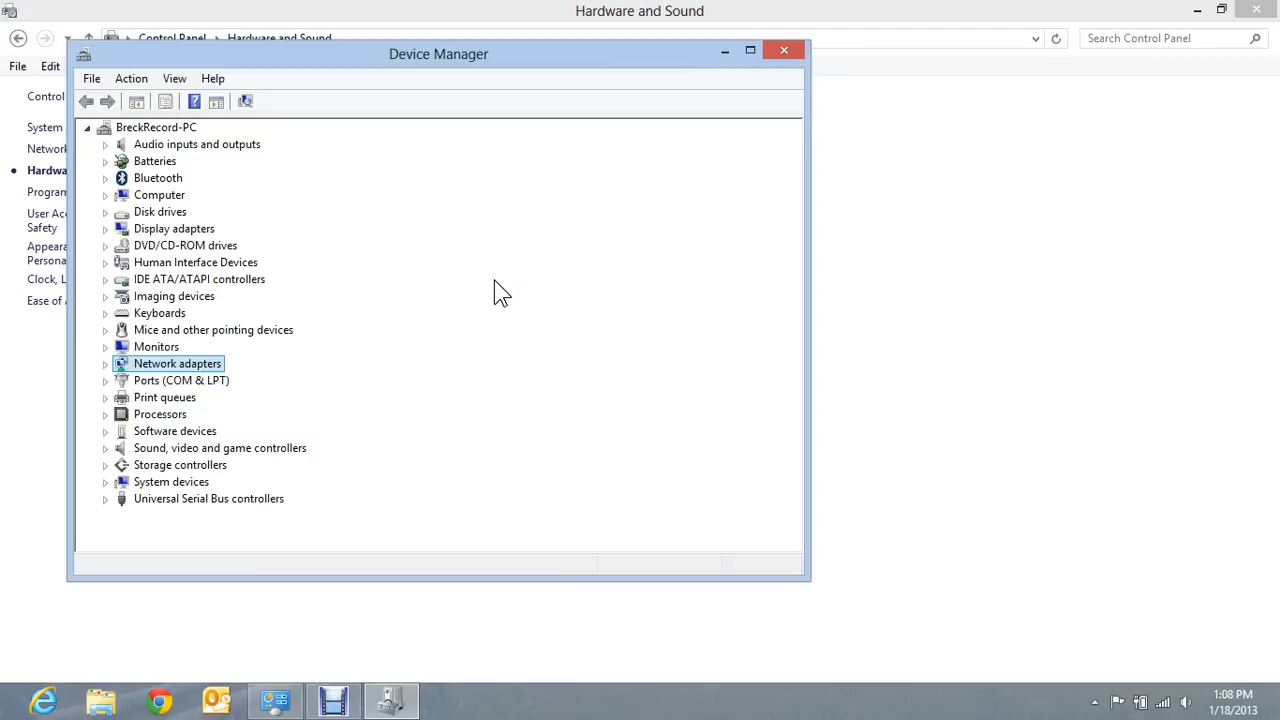 Hardware and Sound
Control Panel Hardware and Sound
Search Control Panel
File Edit
Device Manager
File Action View Help
Control
System
Network
Hardwa
Program
User Acc
Safety
Appeara
Persona
Clock, L
Ease of A
BreckRecord-PC
Audio inputs and outputs
Batteries
Bluetooth
Computer
Disk drives
Display adapters
DVD/CD-ROM drives
Human Interface Devices
IDE ATA/ATAPI controllers
Imaging devices
Keyboards
Mice and other pointing devices
Monitors
Network adapters
Ports (COM & LPT)
Print queues
Processors
Software devices
Sound, video and game controllers
Storage controllers
System devices
Universal Serial Bus controllers
1:08 PM
1/18/2013